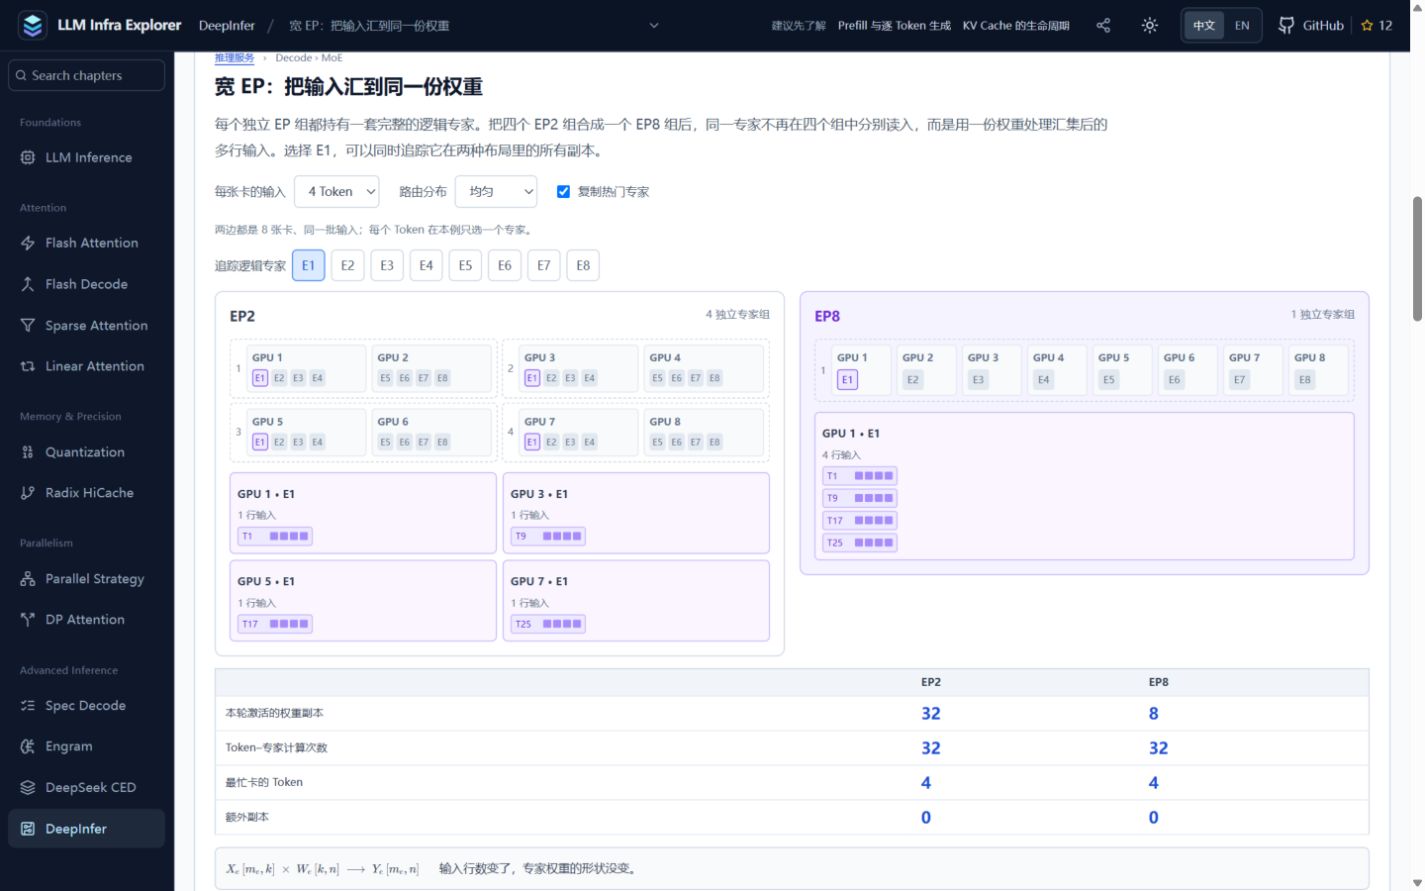 LLM Infra Explorer
DeepInfer / 宽 EP：把输入汇到同一份权重
建议先了解 Prefill 与逐 Token 生成 KV Cache 的生命周期
中文 EN
GitHub 12
Search chapters
Foundations
LLM Inference
Attention
Flash Attention
Flash Decode
Sparse Attention
Linear Attention
Memory & Precision
Quantization
Radix HiCache
Parallelism
Parallel Strategy
DP Attention
Advanced Inference
Spec Decode
Engram
DeepSeek CED
DeepInfer
推理服务 › Decode › MoE
宽 EP：把输入汇到同一份权重
每个独立 EP 组都持有一套完整的逻辑专家。把四个 EP2 组合成一个 EP8 组后，同一专家不再在四个组中分别读入，而是用一份权重处理汇集后的
多行输入。选择 E1，可以同时追踪它在两种布局里的所有副本。
每张卡的输入 4 Token 路由分布 均匀 复制热门专家
两边都是 8 张卡、同一批输入；每个 Token 在本例只选一个专家。
追踪逻辑专家 E1 E2 E3 E4 E5 E6 E7 E8
EP2 4 独立专家组
1 GPU 1 E1 E2 E3 E4 GPU 2 E5 E6 E7 E8
2 GPU 3 E1 E2 E3 E4 GPU 4 E5 E6 E7 E8
3 GPU 5 E1 E2 E3 E4 GPU 6 E5 E6 E7 E8
4 GPU 7 E1 E2 E3 E4 GPU 8 E5 E6 E7 E8
GPU 1 • E1
1 行输入
T1
GPU 3 • E1
1 行输入
T9
GPU 5 • E1
1 行输入
T17
GPU 7 • E1
1 行输入
T25
EP8 1 独立专家组
GPU 1 GPU 2 GPU 3 GPU 4 GPU 5 GPU 6 GPU 7 GPU 8
1 E1 E2 E3 E4 E5 E6 E7 E8
GPU 1 • E1
4 行输入
T1
T9
T17
T25
EP2 EP8
本轮激活的权重副本 32 8
Token–专家计算次数 32 32
最忙卡的 Token 4 4
额外副本 0 0
Xₑ [mₑ, k] × Wₑ [k, n] ⟶ Yₑ [mₑ, n] 输入行数变了，专家权重的形状没变。